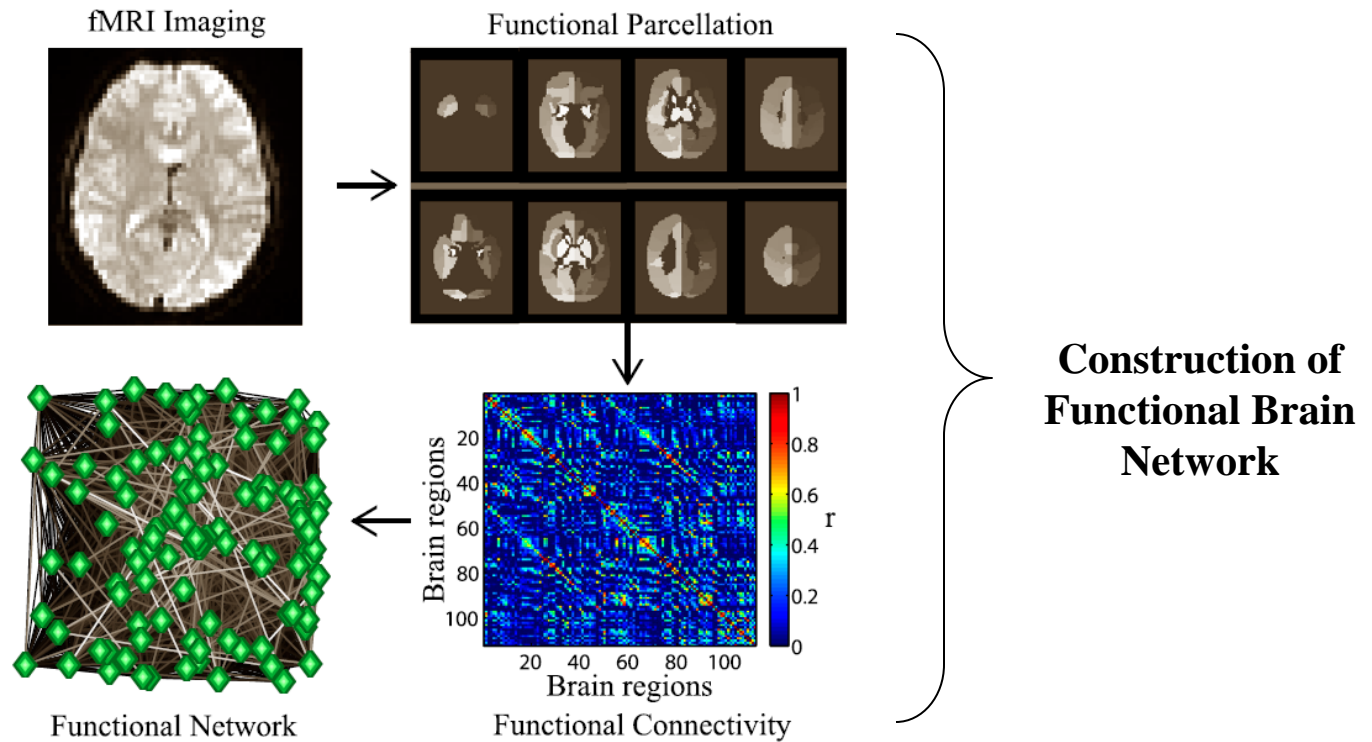 fMRI Imaging
Functional Parcellation
Construction of
Functional Brain
Network
Brain regions
20
40
60
80
100
20 40 60 80 100
Brain regions
1
0.8
0.6
0.4
0.2
0
r
Functional Network
Functional Connectivity